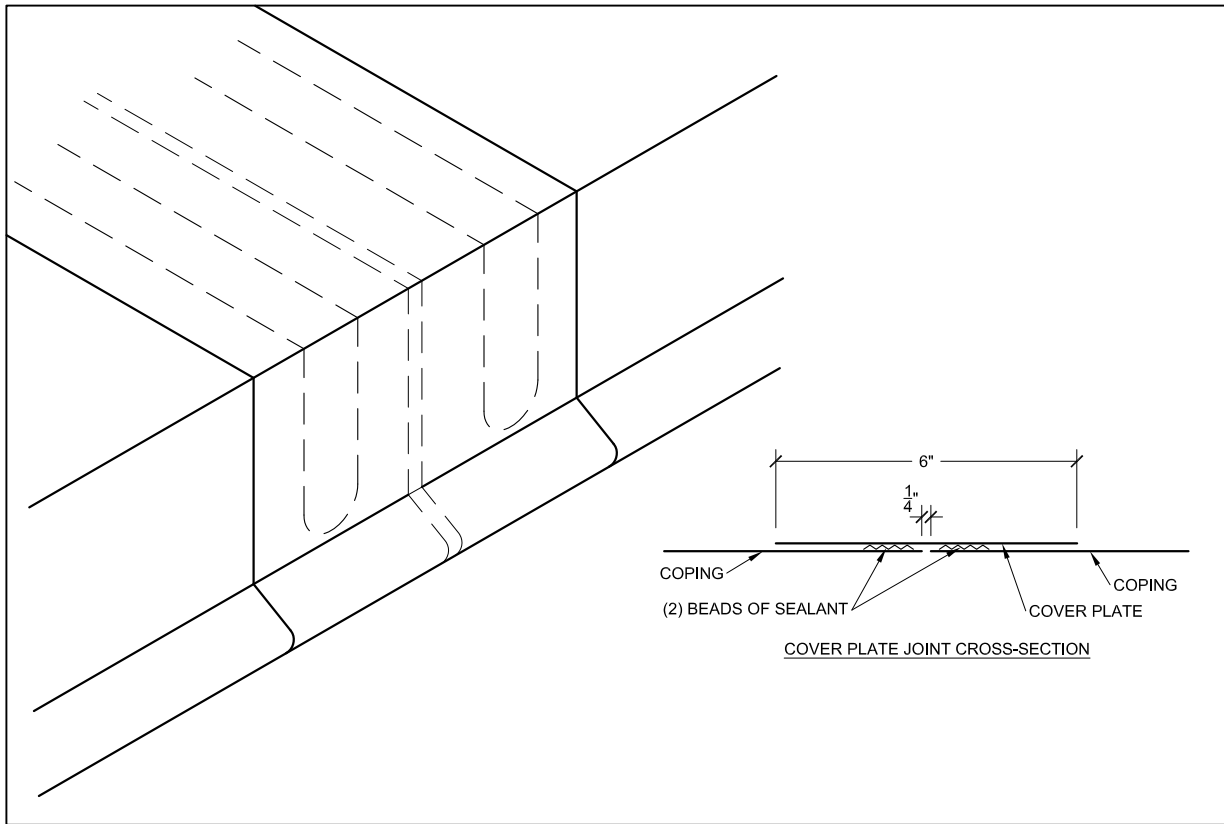 6"
1/4"
COPING
COPING
(2) BEADS OF SEALANT
COVER PLATE
COVER PLATE JOINT CROSS-SECTION